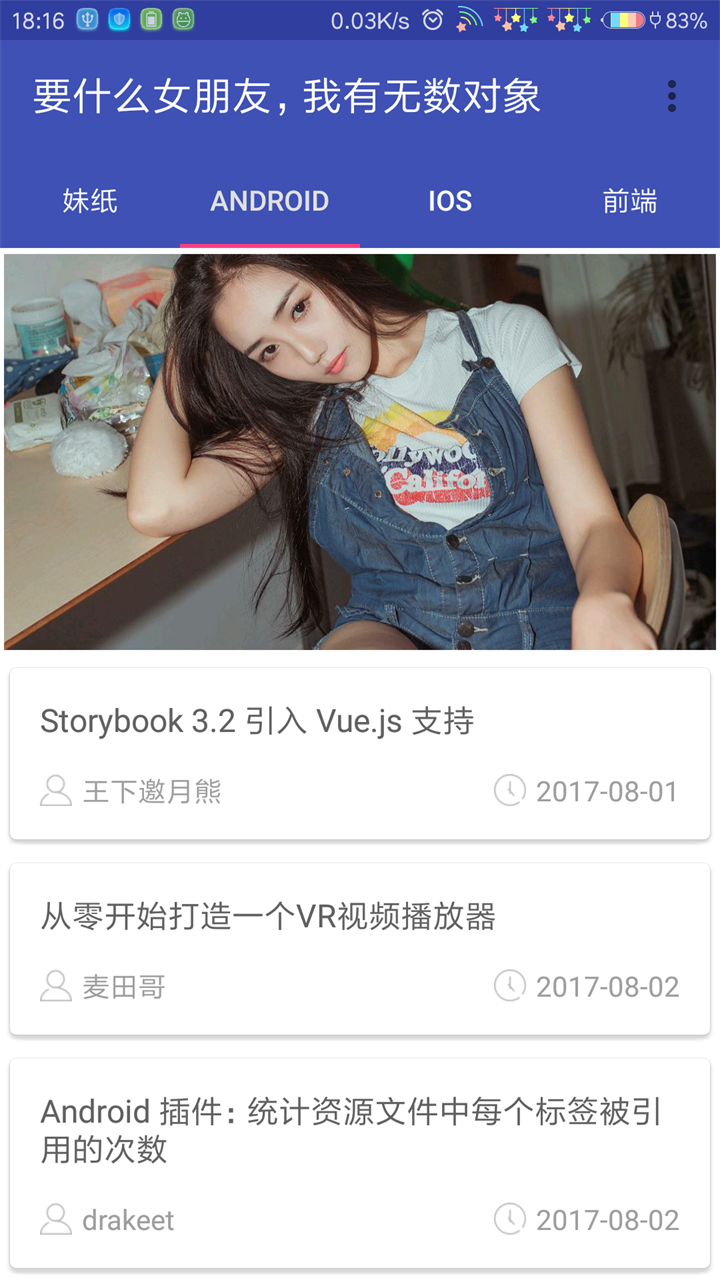 18:16 0.03K/s 83%
要什么女朋友，我有无数对象
妹纸 ANDROID IOS 前端
Hollywood
Califor
Storybook 3.2 引入 Vue.js 支持
王下邀月熊 2017-08-01
从零开始打造一个VR视频播放器
麦田哥 2017-08-02
Android 插件：统计资源文件中每个标签被引
用的次数
drakeet 2017-08-02